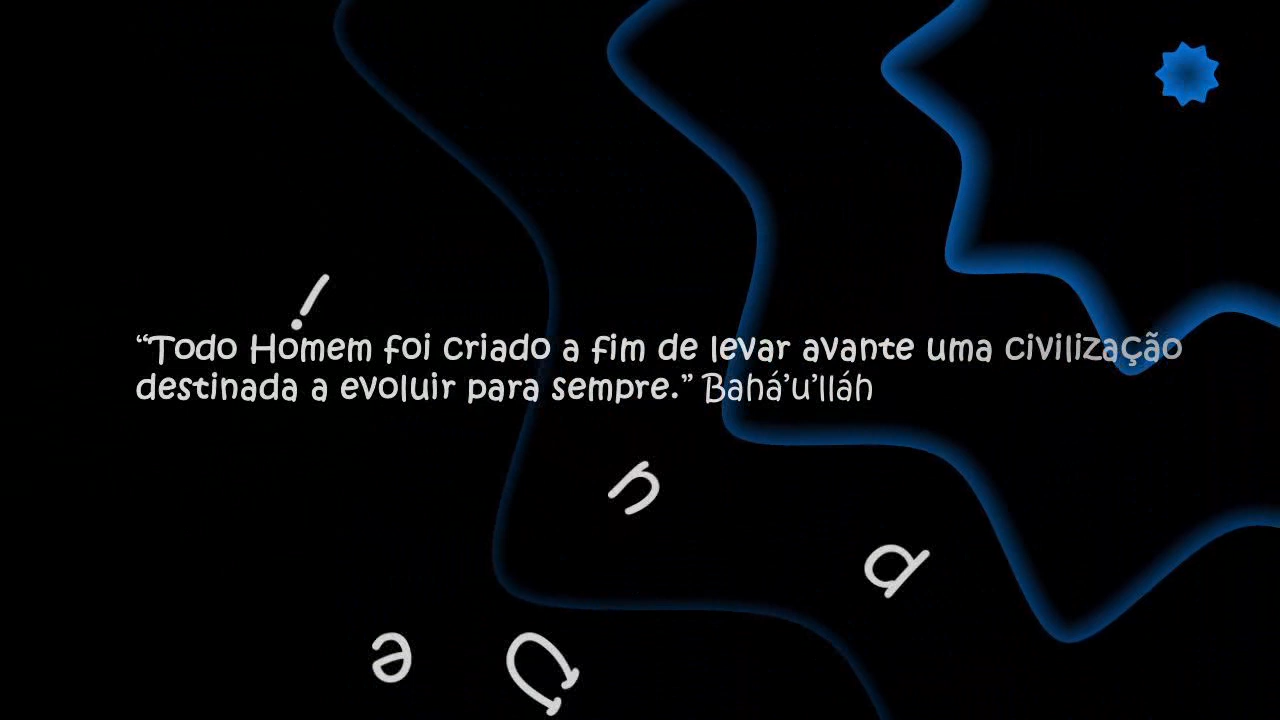 !
“Todo Homem foi criado a fim de levar avante uma civilização
destinada a evoluir para sempre.” Bahá’u’lláh
n
d
e
U